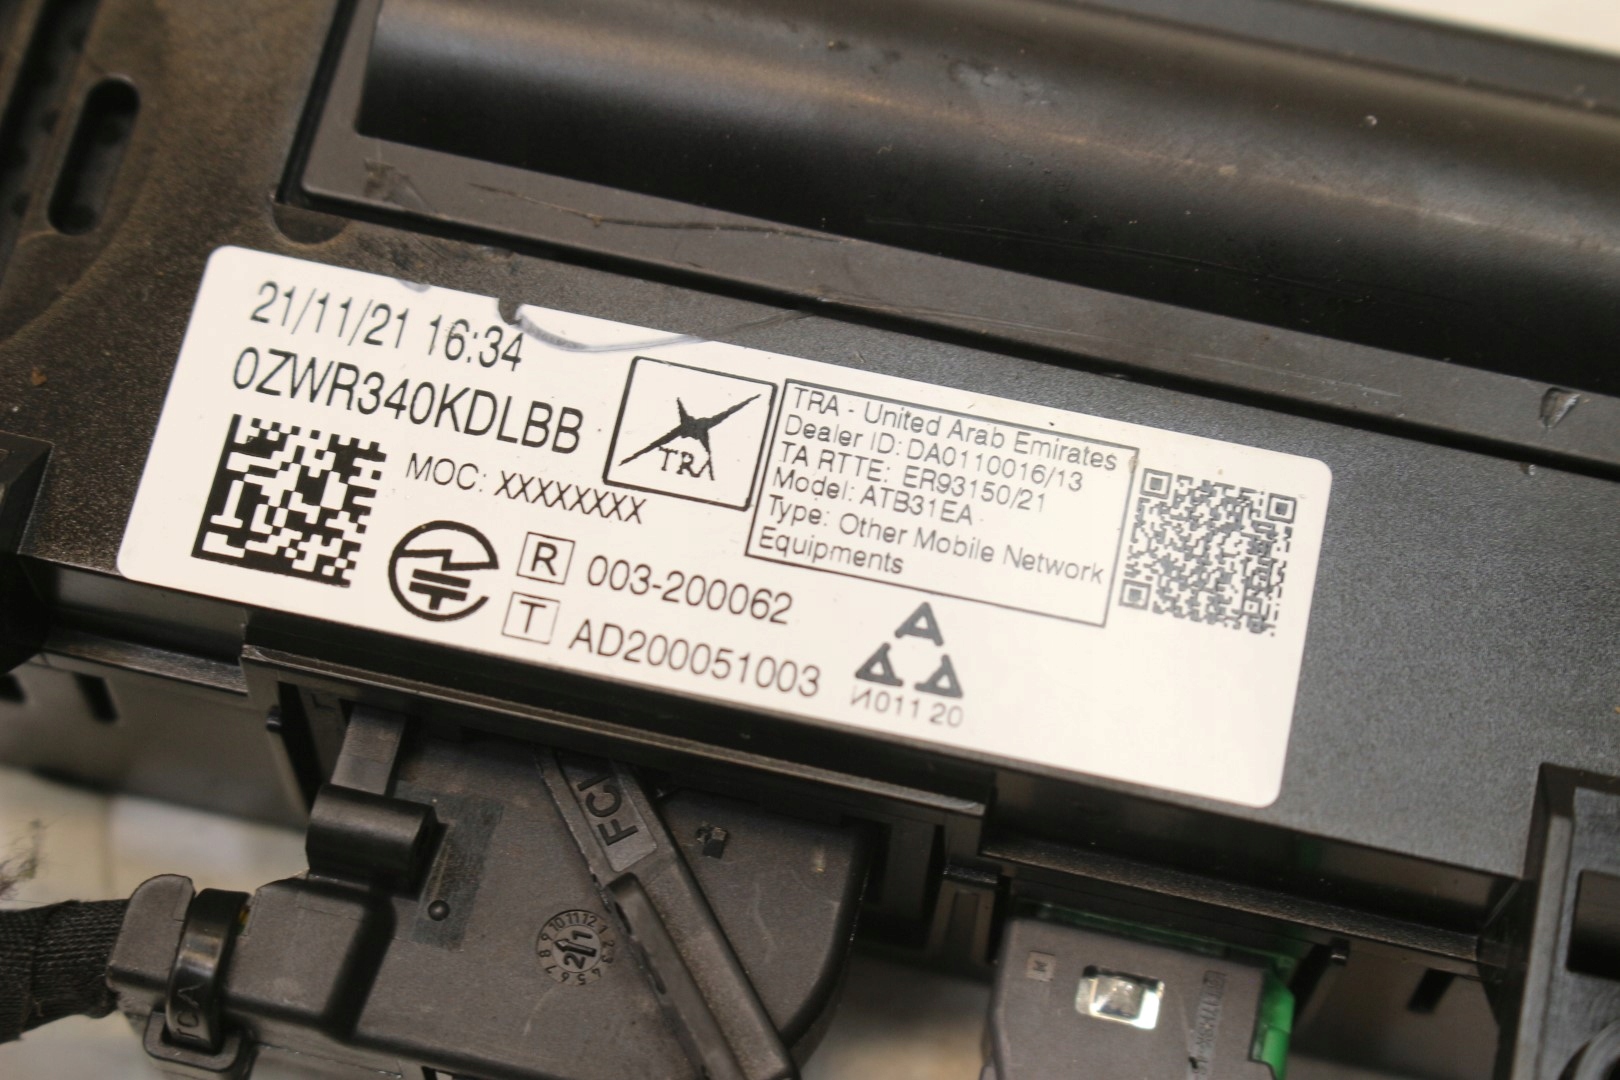 21/11/21 16:34
0ZWR340KDLBB
MOC: XXXXXXXX
TRA
TRA - United Arab Emirates
Dealer ID: DA0110016/13
TA RTTE: ER93150/21
Model: ATB31EA
Type: Other Mobile Network
Equipments
R 003-200062
T AD200051003
И011 20
FCI